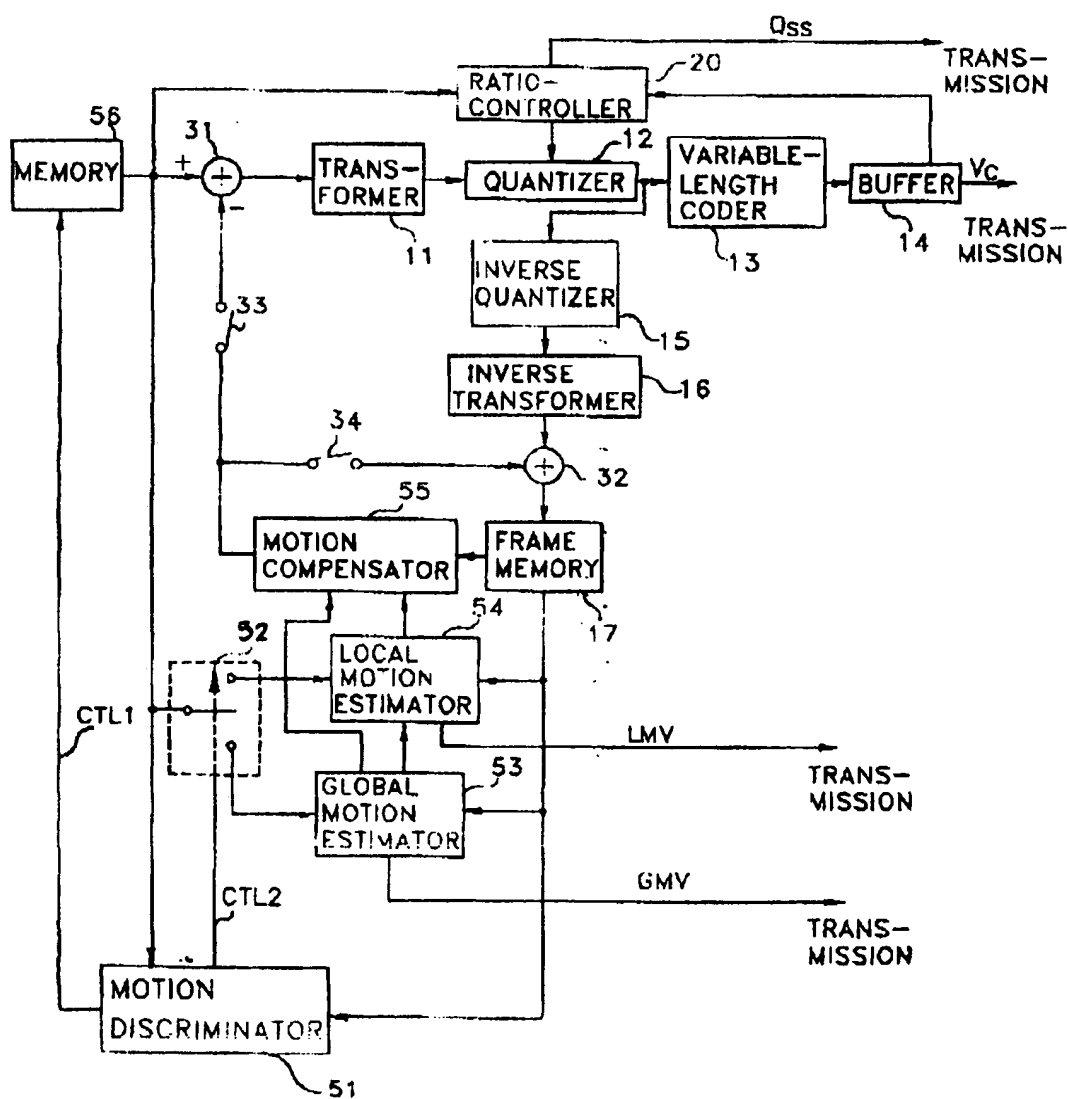 QSS
TRANS-
MISSION
20
RATIO-
CONTROLLER
56
31
12
MEMORY
+
+
-
TRANS-
FORMER
11
QUANTIZER
VARIABLE-
LENGTH
CODER
13
BUFFER
14
VC
TRANS-
MISSION
INVERSE
QUANTIZER
15
33
INVERSE
TRANSFORMER
16
34
+
32
55
MOTION
COMPENSATOR
FRAME
MEMORY
17
54
52
LOCAL
MOTION
ESTIMATOR
CTL1
LMV
TRANS-
MISSION
53
GLOBAL
MOTION
ESTIMATOR
GMV
TRANS-
MISSION
CTL2
MOTION
DISCRIMINATOR
51